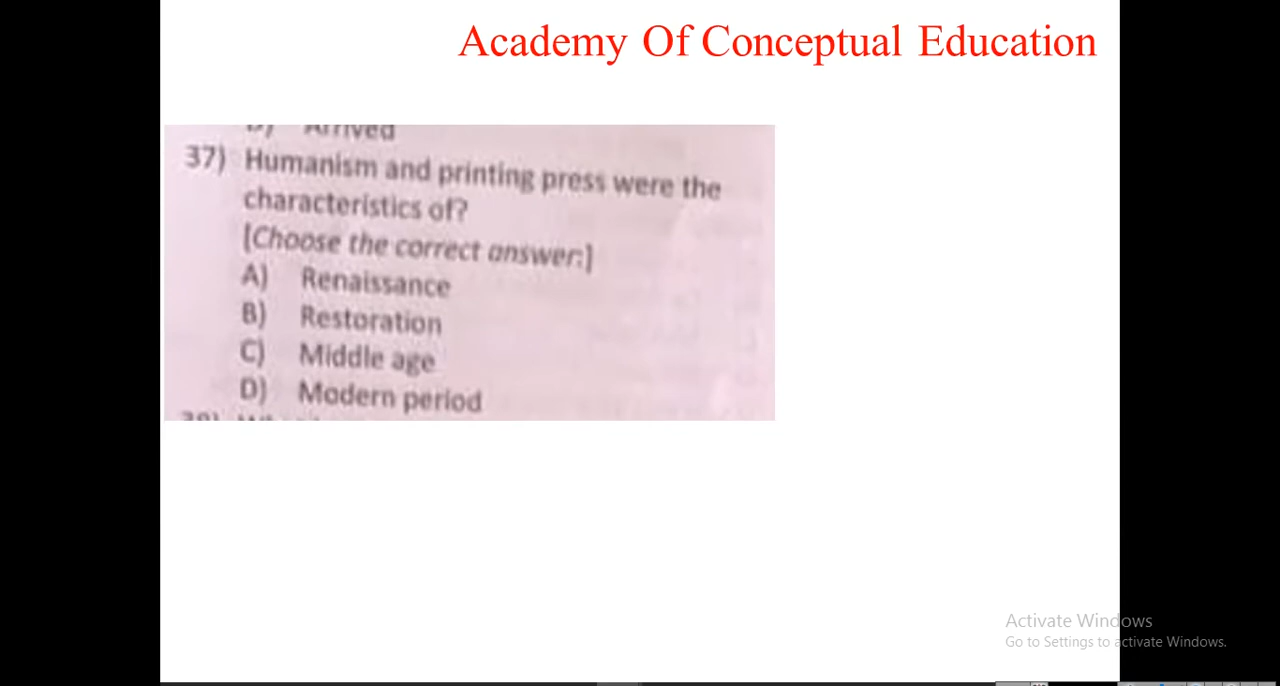 Academy Of Conceptual Education
Arrived
37) Humanism and printing press were the
characteristics of?
[Choose the correct answer:]
A) Renaissance
B) Restoration
C) Middle age
D) Modern period
Activate Windows
Go to Settings to activate Windows.